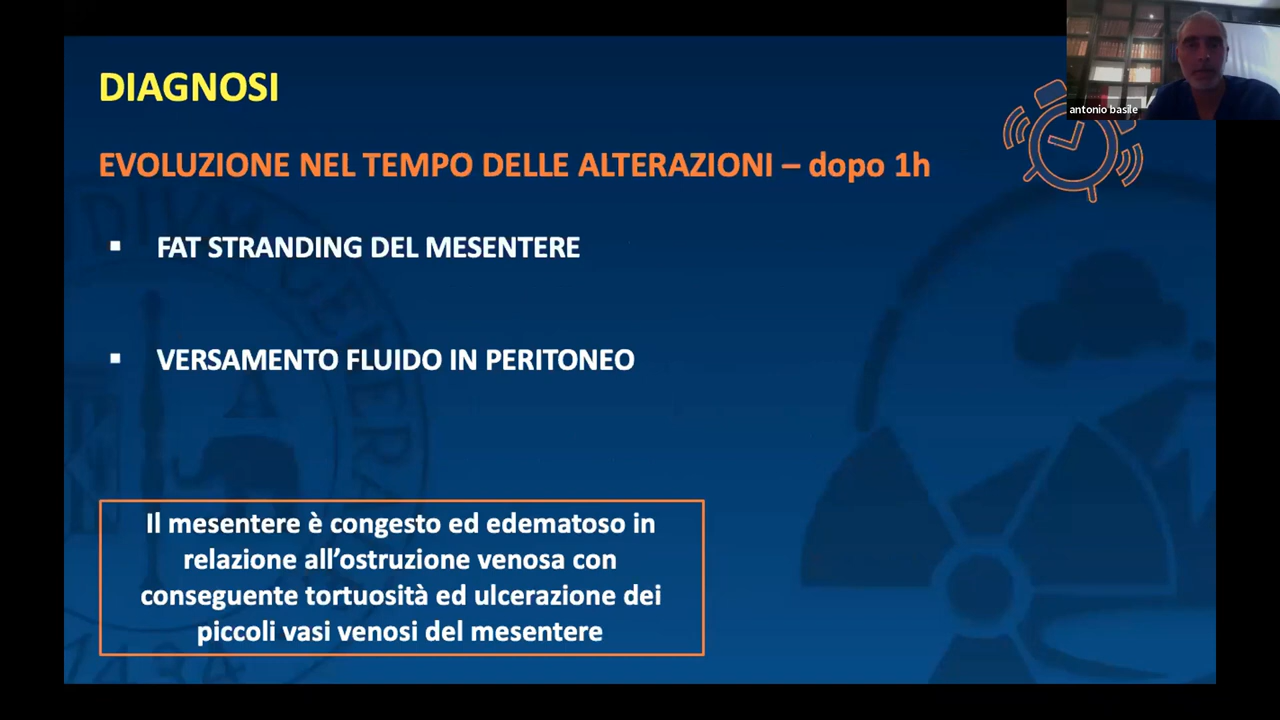 DIAGNOSI
antonio basile
EVOLUZIONE NEL TEMPO DELLE ALTERAZIONI – dopo 1h
▪ FAT STRANDING DEL MESENTERE
▪ VERSAMENTO FLUIDO IN PERITONEO
Il mesentere è congesto ed edematoso in
relazione all’ostruzione venosa con
conseguente tortuosità ed ulcerazione dei
piccoli vasi venosi del mesentere
1434